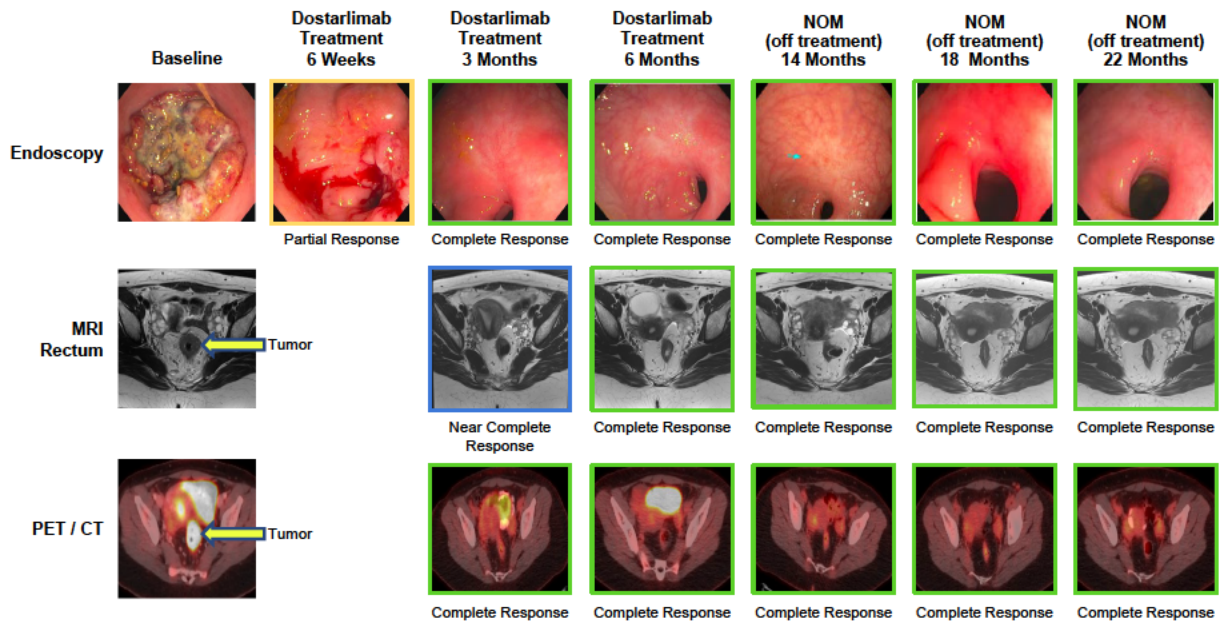 Baseline
Dostarlimab
Treatment
6 Weeks
Dostarlimab
Treatment
3 Months
Dostarlimab
Treatment
6 Months
NOM
(off treatment)
14 Months
NOM
(off treatment)
18 Months
NOM
(off treatment)
22 Months
Endoscopy
Partial Response
Complete Response
Complete Response
Complete Response
Complete Response
Complete Response
MRI
Rectum
Tumor
Near Complete
Response
Complete Response
Complete Response
Complete Response
Complete Response
PET / CT
Tumor
Complete Response
Complete Response
Complete Response
Complete Response
Complete Response